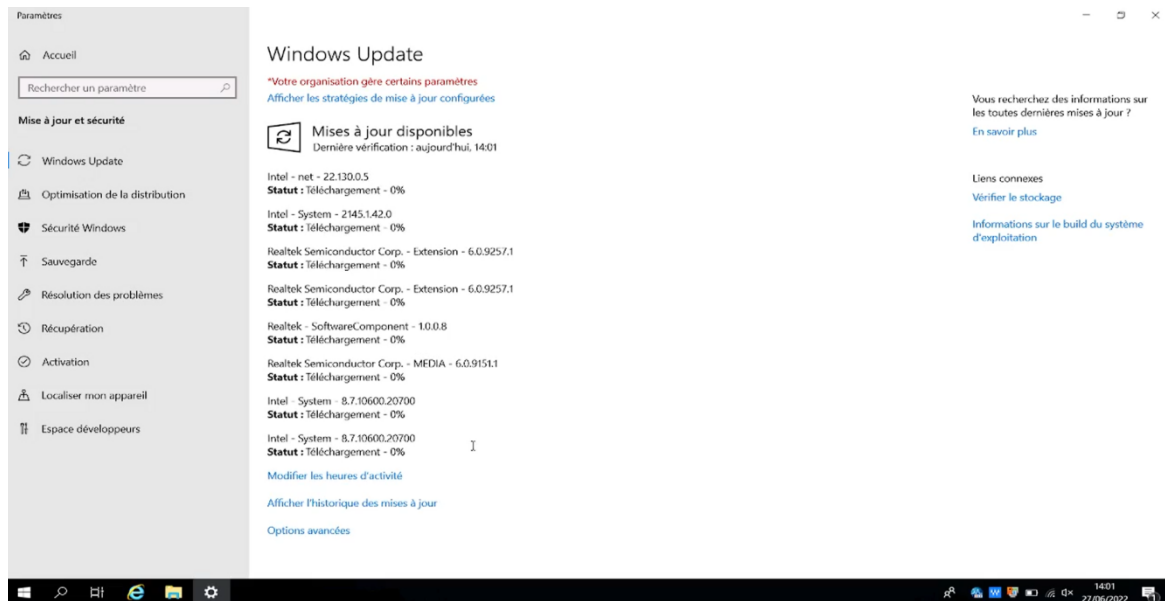 Paramètres
Accueil
Rechercher un paramètre
Mise à jour et sécurité
Windows Update
Optimisation de la distribution
Sécurité Windows
Sauvegarde
Résolution des problèmes
Récupération
Activation
Localiser mon appareil
Espace développeurs
Windows Update
*Votre organisation gère certains paramètres
Afficher les stratégies de mise à jour configurées
Mises à jour disponibles
Dernière vérification : aujourd'hui, 14:01
Intel - net - 22.130.0.5
Statut : Téléchargement - 0%
Intel - System - 2145.1.42.0
Statut : Téléchargement - 0%
Realtek Semiconductor Corp. - Extension - 6.0.9257.1
Statut : Téléchargement - 0%
Realtek Semiconductor Corp. - Extension - 6.0.9257.1
Statut : Téléchargement - 0%
Realtek - SoftwareComponent - 1.0.0.8
Statut : Téléchargement - 0%
Realtek Semiconductor Corp. - MEDIA - 6.0.9151.1
Statut : Téléchargement - 0%
Intel - System - 8.7.10600.20700
Statut : Téléchargement - 0%
Intel - System - 8.7.10600.20700
Statut : Téléchargement - 0%
Modifier les heures d'activité
Afficher l'historique des mises à jour
Options avancées
Vous recherchez des informations sur
les toutes dernières mises à jour ?
En savoir plus
Liens connexes
Vérifier le stockage
Informations sur le build du système
d'exploitation
14:01
27/06/2022